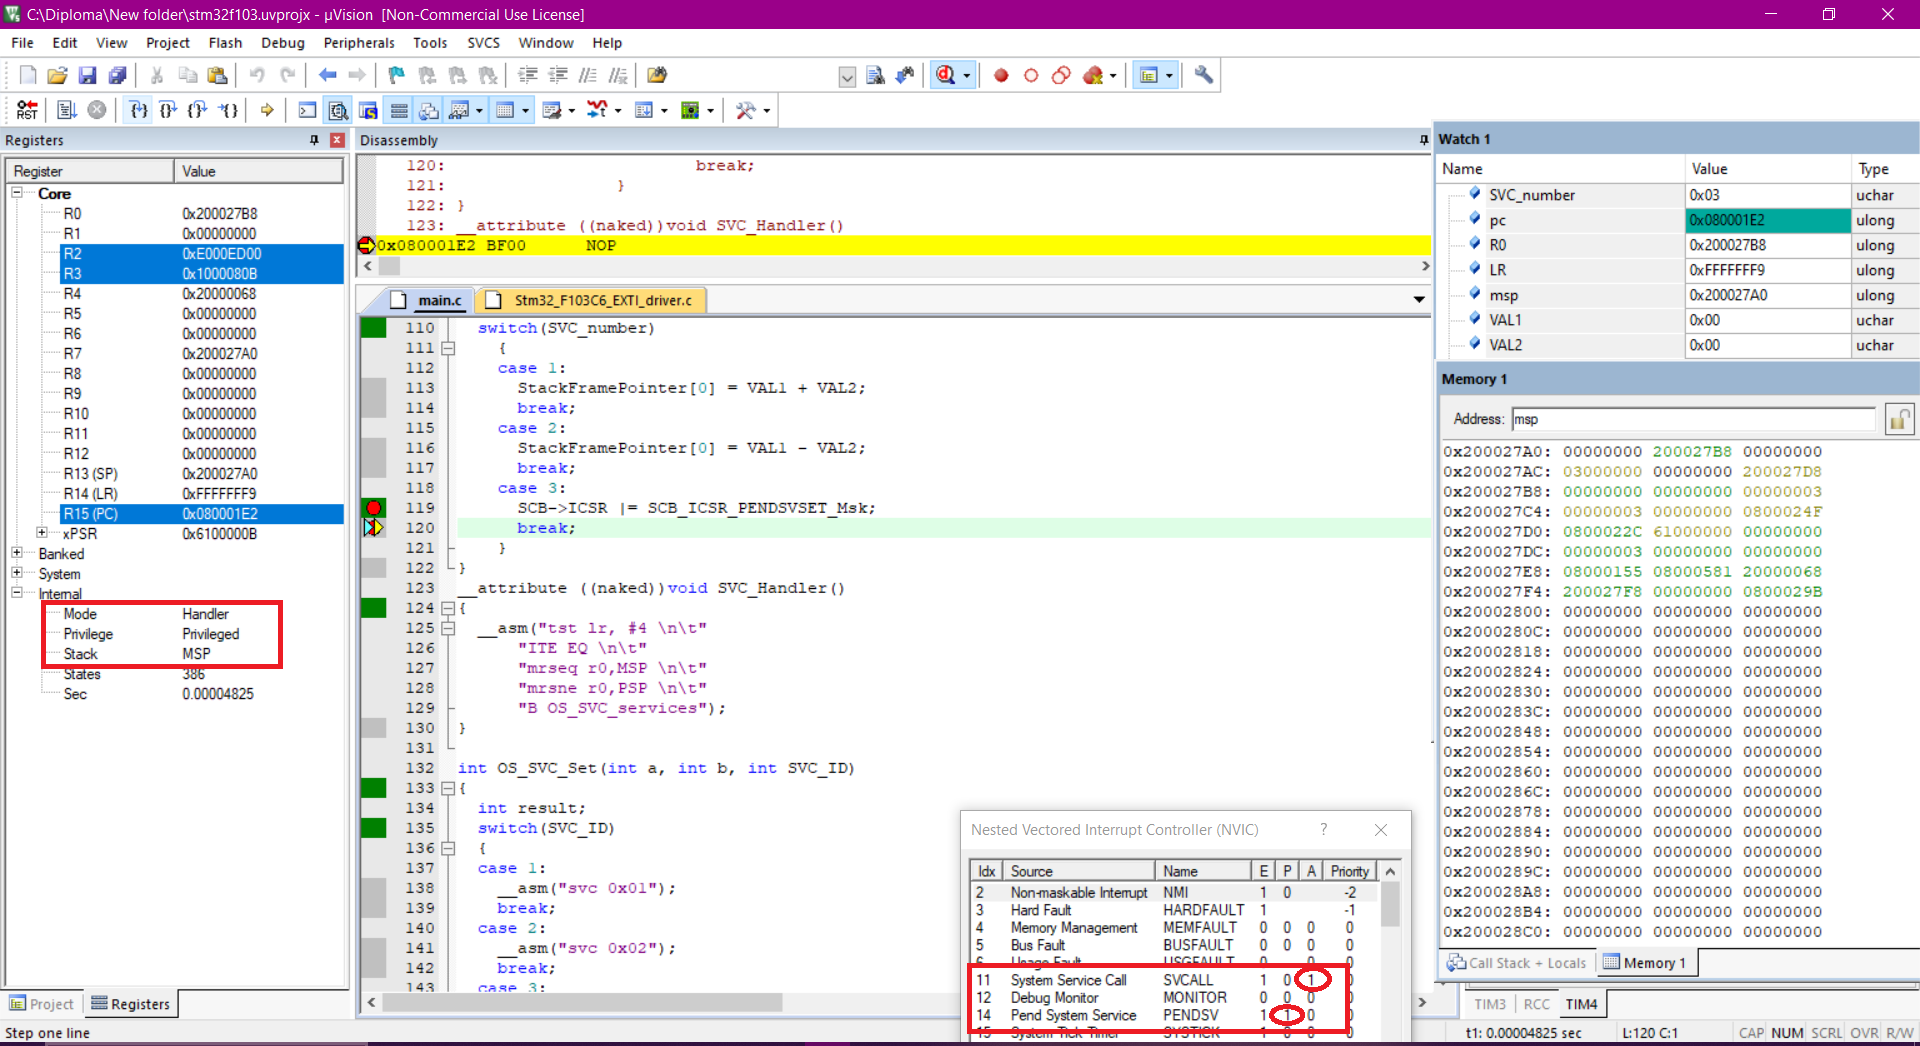 C:\Diploma\New folder\stm32f103.uvprojx - µVision  [Non-Commercial Use License]
File Edit View Project Flash Debug Peripherals Tools SVCS Window Help
Registers
Register Value
Core
R0 0x200027B8
R1 0x00000000
R2 0xE000ED00
R3 0x1000080B
R4 0x20000068
R5 0x00000000
R6 0x00000000
R7 0x200027A0
R8 0x00000000
R9 0x00000000
R10 0x00000000
R11 0x00000000
R12 0x00000000
R13 (SP) 0x200027A0
R14 (LR) 0xFFFFFFF9
R15 (PC) 0x080001E2
xPSR 0x6100000B
Banked
System
Internal
Mode Handler
Privilege Privileged
Stack MSP
States 386
Sec 0.00004825
Project Registers
Disassembly
120: break;
121: }
122: }
123: __attribute ((naked))void SVC_Handler()
0x080001E2 BF00 NOP
main.c Stm32_F103C6_EXTI_driver.c
110 switch(SVC_number)
111 {
112 case 1:
113 StackFramePointer[0] = VAL1 + VAL2;
114 break;
115 case 2:
116 StackFramePointer[0] = VAL1 - VAL2;
117 break;
118 case 3:
119 SCB->ICSR |= SCB_ICSR_PENDSVSET_Msk;
120 break;
121 }
122 }
123 __attribute ((naked))void SVC_Handler()
124 {
125 __asm("tst lr, #4 \n\t"
126 "ITE EQ \n\t"
127 "mrseq r0,MSP \n\t"
128 "mrsne r0,PSP \n\t"
129 "B OS_SVC_services");
130 }
131
132 int OS_SVC_Set(int a, int b, int SVC_ID)
133 {
134 int result;
135 switch(SVC_ID)
136 {
137 case 1:
138 __asm("svc 0x01");
139 break;
140 case 2:
141 __asm("svc 0x02");
142 break;
143 case 3:
Nested Vectored Interrupt Controller (NVIC) ?
Idx Source Name E P A Priority
2 Non-maskable Interrupt NMI 1 0 -2
3 Hard Fault HARDFAULT 1 -1
4 Memory Management MEMFAULT 0 0 0 0
5 Bus Fault BUSFAULT 0 0 0 0
6 Usage Fault USGFAULT 0 0 0 0
11 System Service Call SVCALL 1 0 1 0
12 Debug Monitor MONITOR 0 0 0 0
14 Pend System Service PENDSV 1 1 0 0
15 System Tick Timer SYSTICK 1 0 0 0
Watch 1
Name Value Type
SVC_number 0x03 uchar
pc 0x080001E2 ulong
R0 0x200027B8 ulong
LR 0xFFFFFFF9 ulong
msp 0x200027A0 ulong
VAL1 0x00 uchar
VAL2 0x00 uchar
Memory 1
Address: msp
0x200027A0: 00000000 200027B8 00000000
0x200027AC: 03000000 00000000 200027D8
0x200027B8: 00000000 00000000 00000003
0x200027C4: 00000003 00000000 0800024F
0x200027D0: 0800022C 61000000 00000000
0x200027DC: 00000003 00000000 00000000
0x200027E8: 08000155 08000581 20000068
0x200027F4: 200027F8 00000000 0800029B
0x20002800: 00000000 00000000 00000000
0x2000280C: 00000000 00000000 00000000
0x20002818: 00000000 00000000 00000000
0x20002824: 00000000 00000000 00000000
0x20002830: 00000000 00000000 00000000
0x2000283C: 00000000 00000000 00000000
0x20002848: 00000000 00000000 00000000
0x20002854: 00000000 00000000 00000000
0x20002860: 00000000 00000000 00000000
0x2000286C: 00000000 00000000 00000000
0x20002878: 00000000 00000000 00000000
0x20002884: 00000000 00000000 00000000
0x20002890: 00000000 00000000 00000000
0x2000289C: 00000000 00000000 00000000
0x200028A8: 00000000 00000000 00000000
0x200028B4: 00000000 00000000 00000000
0x200028C0: 00000000 00000000 00000000
Call Stack + Locals Memory 1
TIM3 RCC TIM4
Step one line t1: 0.00004825 sec L:120 C:1 CAP NUM SCRL OVR R/W